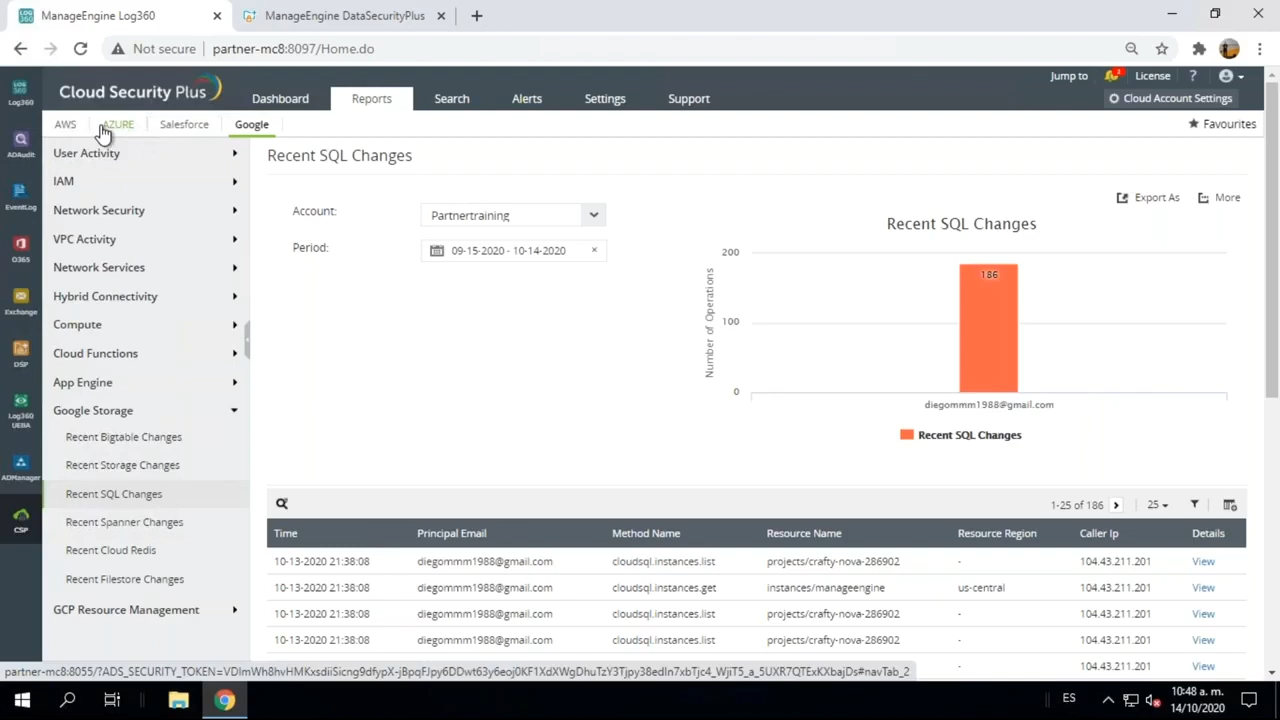 ManageEngine Log360
ManageEngine DataSecurityPlus
Not secure
partner-mc8:8097/Home.do
LOG 360
Log360
Cloud Security Plus
Dashboard
Reports
Search
Alerts
Settings
Support
Jump to
License
?
Cloud Account Settings
AWS
AZURE
Salesforce
Google
Favourites
ADAudit
EventLog
O365
Exchange
DSP
Log360
UEBA
ADManager
CSP
User Activity
IAM
Network Security
VPC Activity
Network Services
Hybrid Connectivity
Compute
Cloud Functions
App Engine
Google Storage
Recent Bigtable Changes
Recent Storage Changes
Recent SQL Changes
Recent Spanner Changes
Recent Cloud Redis
Recent Filestore Changes
GCP Resource Management
Recent SQL Changes
Account:
Partnertraining
Period:
09-15-2020 - 10-14-2020
Export As
More
Recent SQL Changes
Number of Operations
200
100
0
186
diegommm1988@gmail.com
Recent SQL Changes
1-25 of 186
25
Time Principal Email Method Name Resource Name Resource Region Caller Ip Details
10-13-2020 21:38:08 diegommm1988@gmail.com cloudsql.instances.list projects/crafty-nova-286902 - 104.43.211.201 View
10-13-2020 21:38:08 diegommm1988@gmail.com cloudsql.instances.get instances/manageengine us-central 104.43.211.201 View
10-13-2020 21:38:08 diegommm1988@gmail.com cloudsql.instances.list projects/crafty-nova-286902 - 104.43.211.201 View
10-13-2020 21:38:08 diegommm1988@gmail.com cloudsql.instances.list projects/crafty-nova-286902 - 104.43.211.201 View
- 104.43.211.201 View
ES
10:48 a. m.
14/10/2020